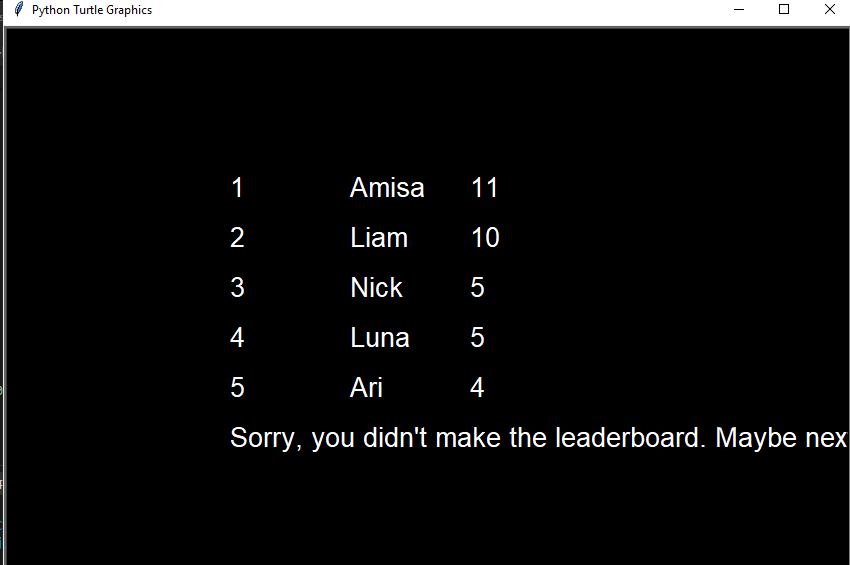 Python Turtle Graphics
1 Amisa 11
2 Liam 10
3 Nick 5
4 Luna 5
5 Ari 4
Sorry, you didn't make the leaderboard. Maybe nex